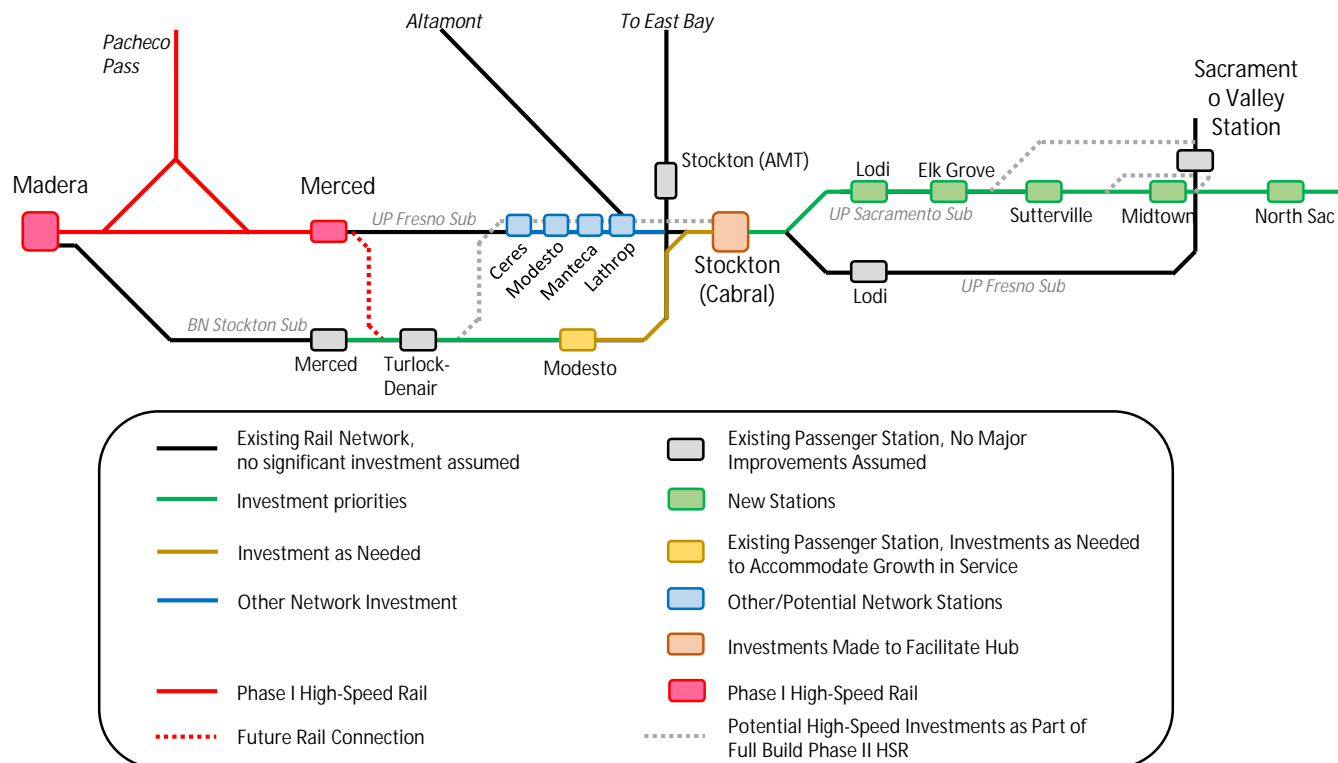 Altamont
To East Bay
Pacheco
Pass
Sacrament
o Valley
Station
Stockton (AMT)
Madera
Merced
Lodi
Elk Grove
UP Fresno Sub
UP Sacramento Sub
Sutterville
Midtown
North Sac
Ceres
Modesto
Manteca
Lathrop
Stockton
(Cabral)
Lodi
UP Fresno Sub
BN Stockton Sub
Merced
Turlock-
Denair
Modesto
Existing Rail Network,
no significant investment assumed
Investment priorities
Investment as Needed
Other Network Investment
Phase I High-Speed Rail
Future Rail Connection
Existing Passenger Station, No Major
Improvements Assumed
New Stations
Existing Passenger Station, Investments as Needed
to Accommodate Growth in Service
Other/Potential Network Stations
Investments Made to Facilitate Hub
Phase I High-Speed Rail
Potential High-Speed Investments as Part of
Full Build Phase II HSR